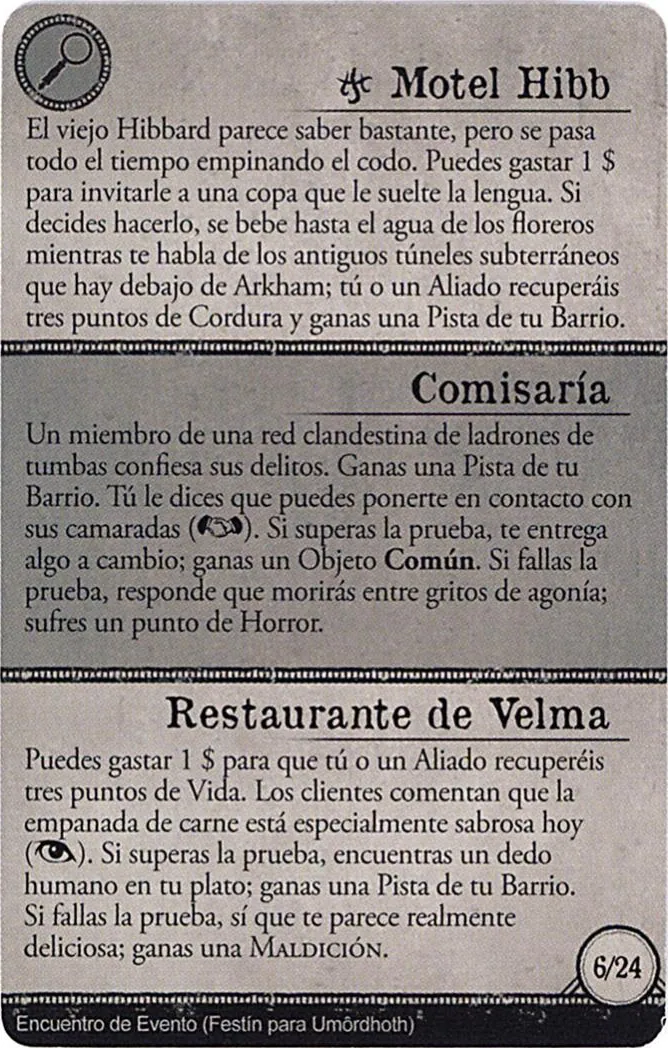 Motel Hibb
El viejo Hibbard parece saber bastante, pero se pasa
todo el tiempo empinando el codo. Puedes gastar 1 $
para invitarle a una copa que le suelte la lengua. Si
decides hacerlo, se bebe hasta el agua de los floreros
mientras te habla de los antiguos túneles subterráneos
que hay debajo de Arkham; tú o un Aliado recuperáis
tres puntos de Cordura y ganas una Pista de tu Barrio.
Comisaría
Un miembro de una red clandestina de ladrones de
tumbas confiesa sus delitos. Ganas una Pista de tu
Barrio. Tú le dices que puedes ponerte en contacto con
sus camaradas ( ). Si superas la prueba, te entrega
algo a cambio; ganas un Objeto Común. Si fallas la
prueba, responde que morirás entre gritos de agonía;
sufres un punto de Horror.
Restaurante de Velma
Puedes gastar 1 $ para que tú o un Aliado recuperéis
tres puntos de Vida. Los clientes comentan que la
empanada de carne está especialmente sabrosa hoy
( ). Si superas la prueba, encuentras un dedo
humano en tu plato; ganas una Pista de tu Barrio.
Si fallas la prueba, sí que te parece realmente
deliciosa; ganas una MALDICIÓN.
6/24
Encuentro de Evento (Festín para Umôrdhoth)